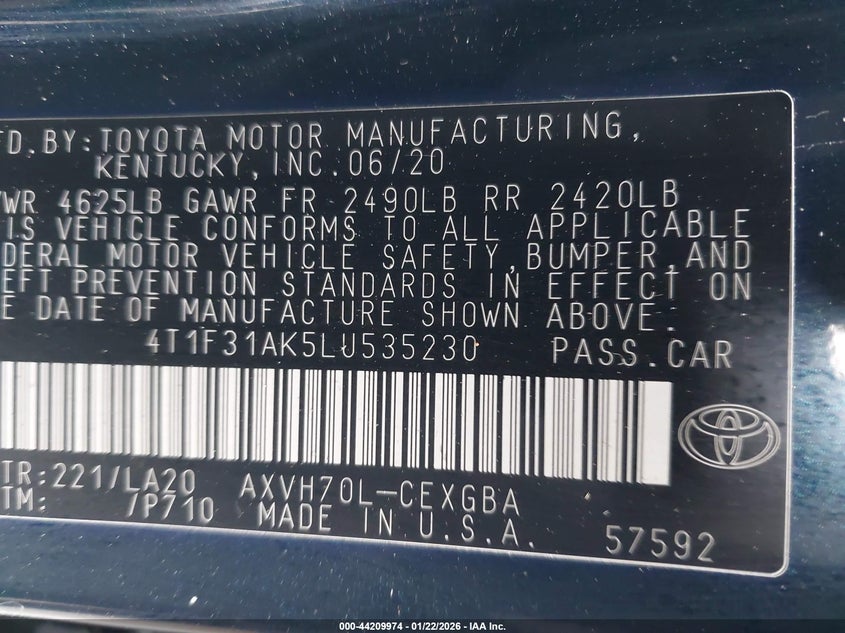 FD. BY: TOYOTA MOTOR MANUFACTURING,
KENTUCKY, INC. 06/20
VWR 4625LB GAWR FR 2490LB RR 2420LB
IS VEHICLE CONFORMS TO ALL APPLICABLE
DERAL MOTOR VEHICLE SAFETY, BUMPER, AND
EFT PREVENTION STANDARDS IN EFFECT ON
E DATE OF MANUFACTURE SHOWN ABOVE.
4T1F31AK5LU535230 PASS.CAR
TR: 221/LA20 AXVH70L-CEXGBA
TM: /P710 MADE IN U.S.A. 57592
000-44209974 - 01/22/2026 - IAA Inc.